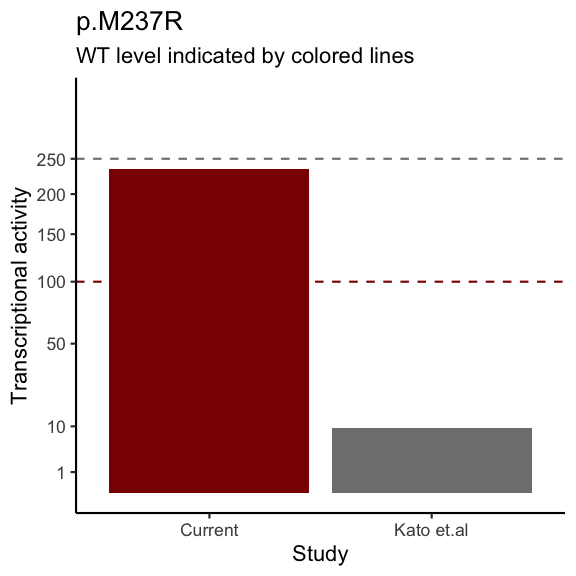 p.M237R
WT level indicated by colored lines
250
200
150
100
50
10
1
Transcriptional activity
Current
Kato et.al
Study